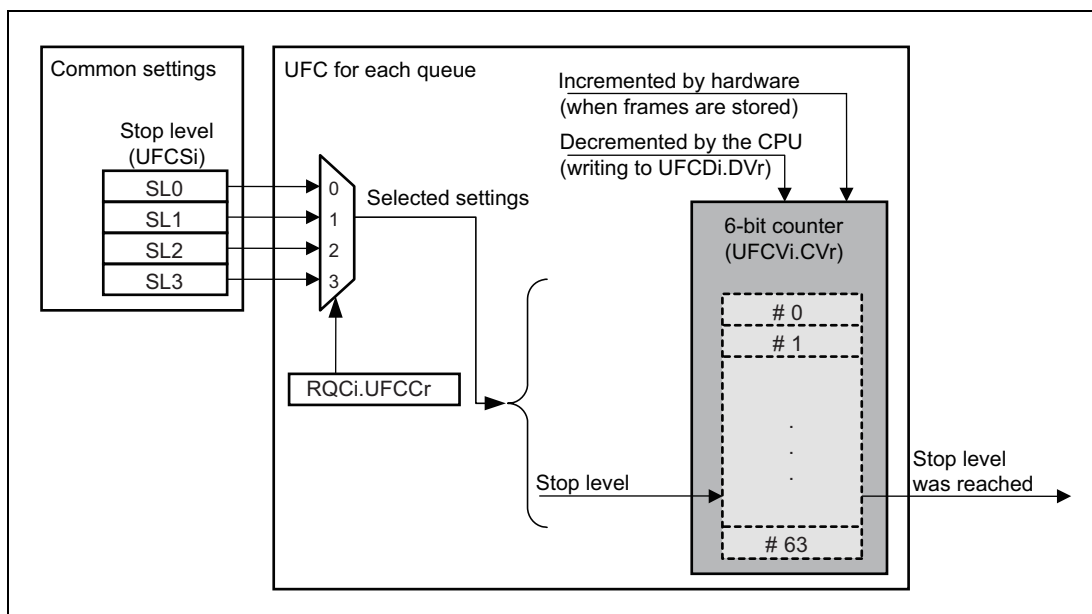 Common settings
Stop level
(UFCSi)
SL0
SL1
SL2
SL3
UFC for each queue
0
1
2
3
Selected settings
RQCi.UFCCr
Incremented by hardware
(when frames are stored)
Decremented by the CPU
(writing to UFCDi.DVr)
6-bit counter
(UFCVi.CVr)
# 0
# 1
.
.
.
# 63
Stop level
Stop level
was reached